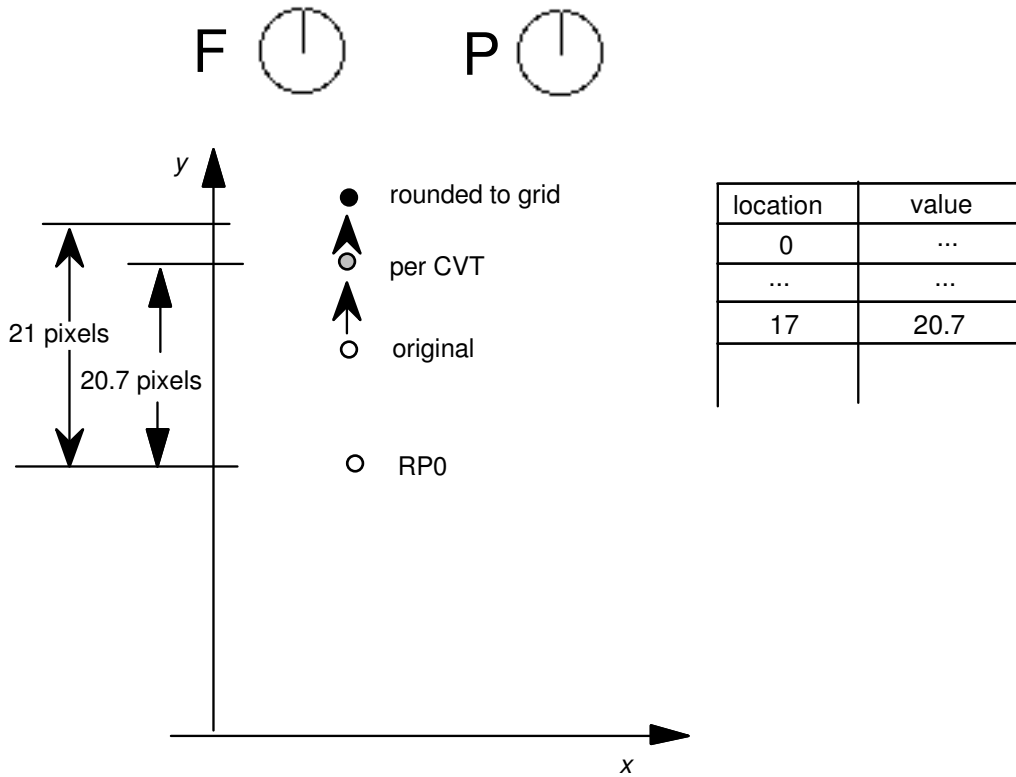 F P
y
rounded to grid
per CVT
original
RP0
21 pixels
20.7 pixels
x
location value
0 ...
... ...
17 20.7